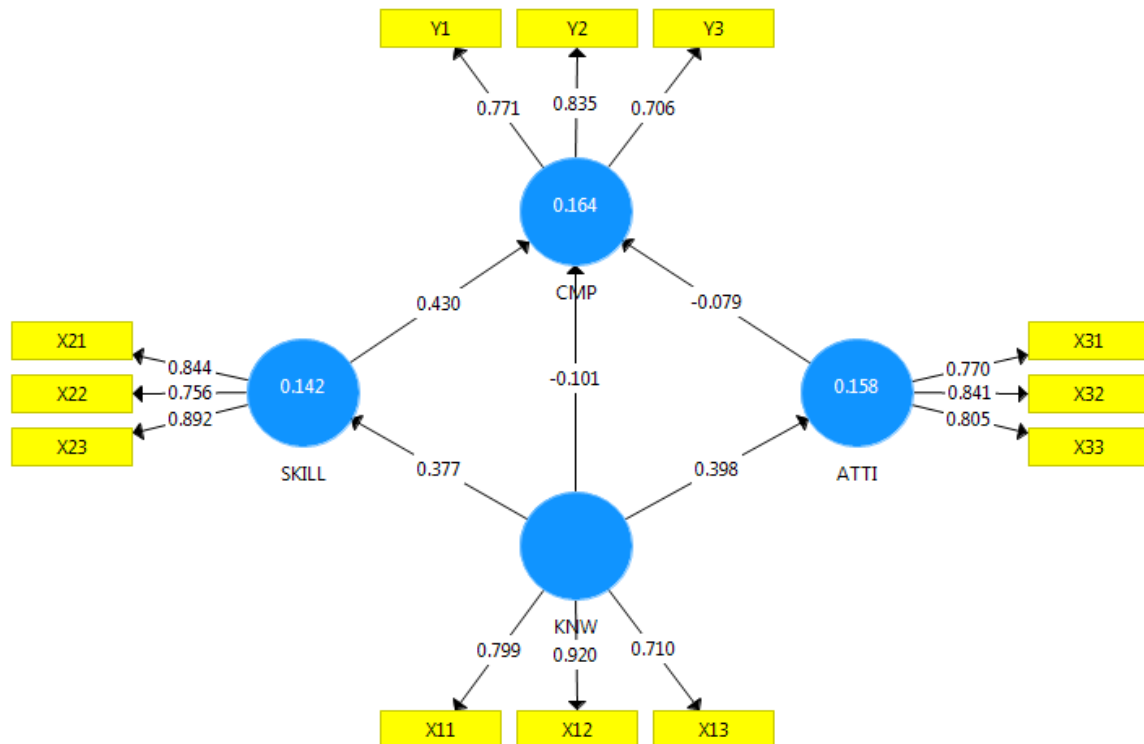 Y1 Y2 Y3
0.771 0.835 0.706
0.164
CMP
0.430 -0.079
X21
X22
X23
0.844
0.756
0.892
0.142
SKILL
-0.101
0.158
ATTI
0.770
0.841
0.805
X31
X32
X33
0.377 0.398
KNW
0.799 0.920 0.710
X11 X12 X13